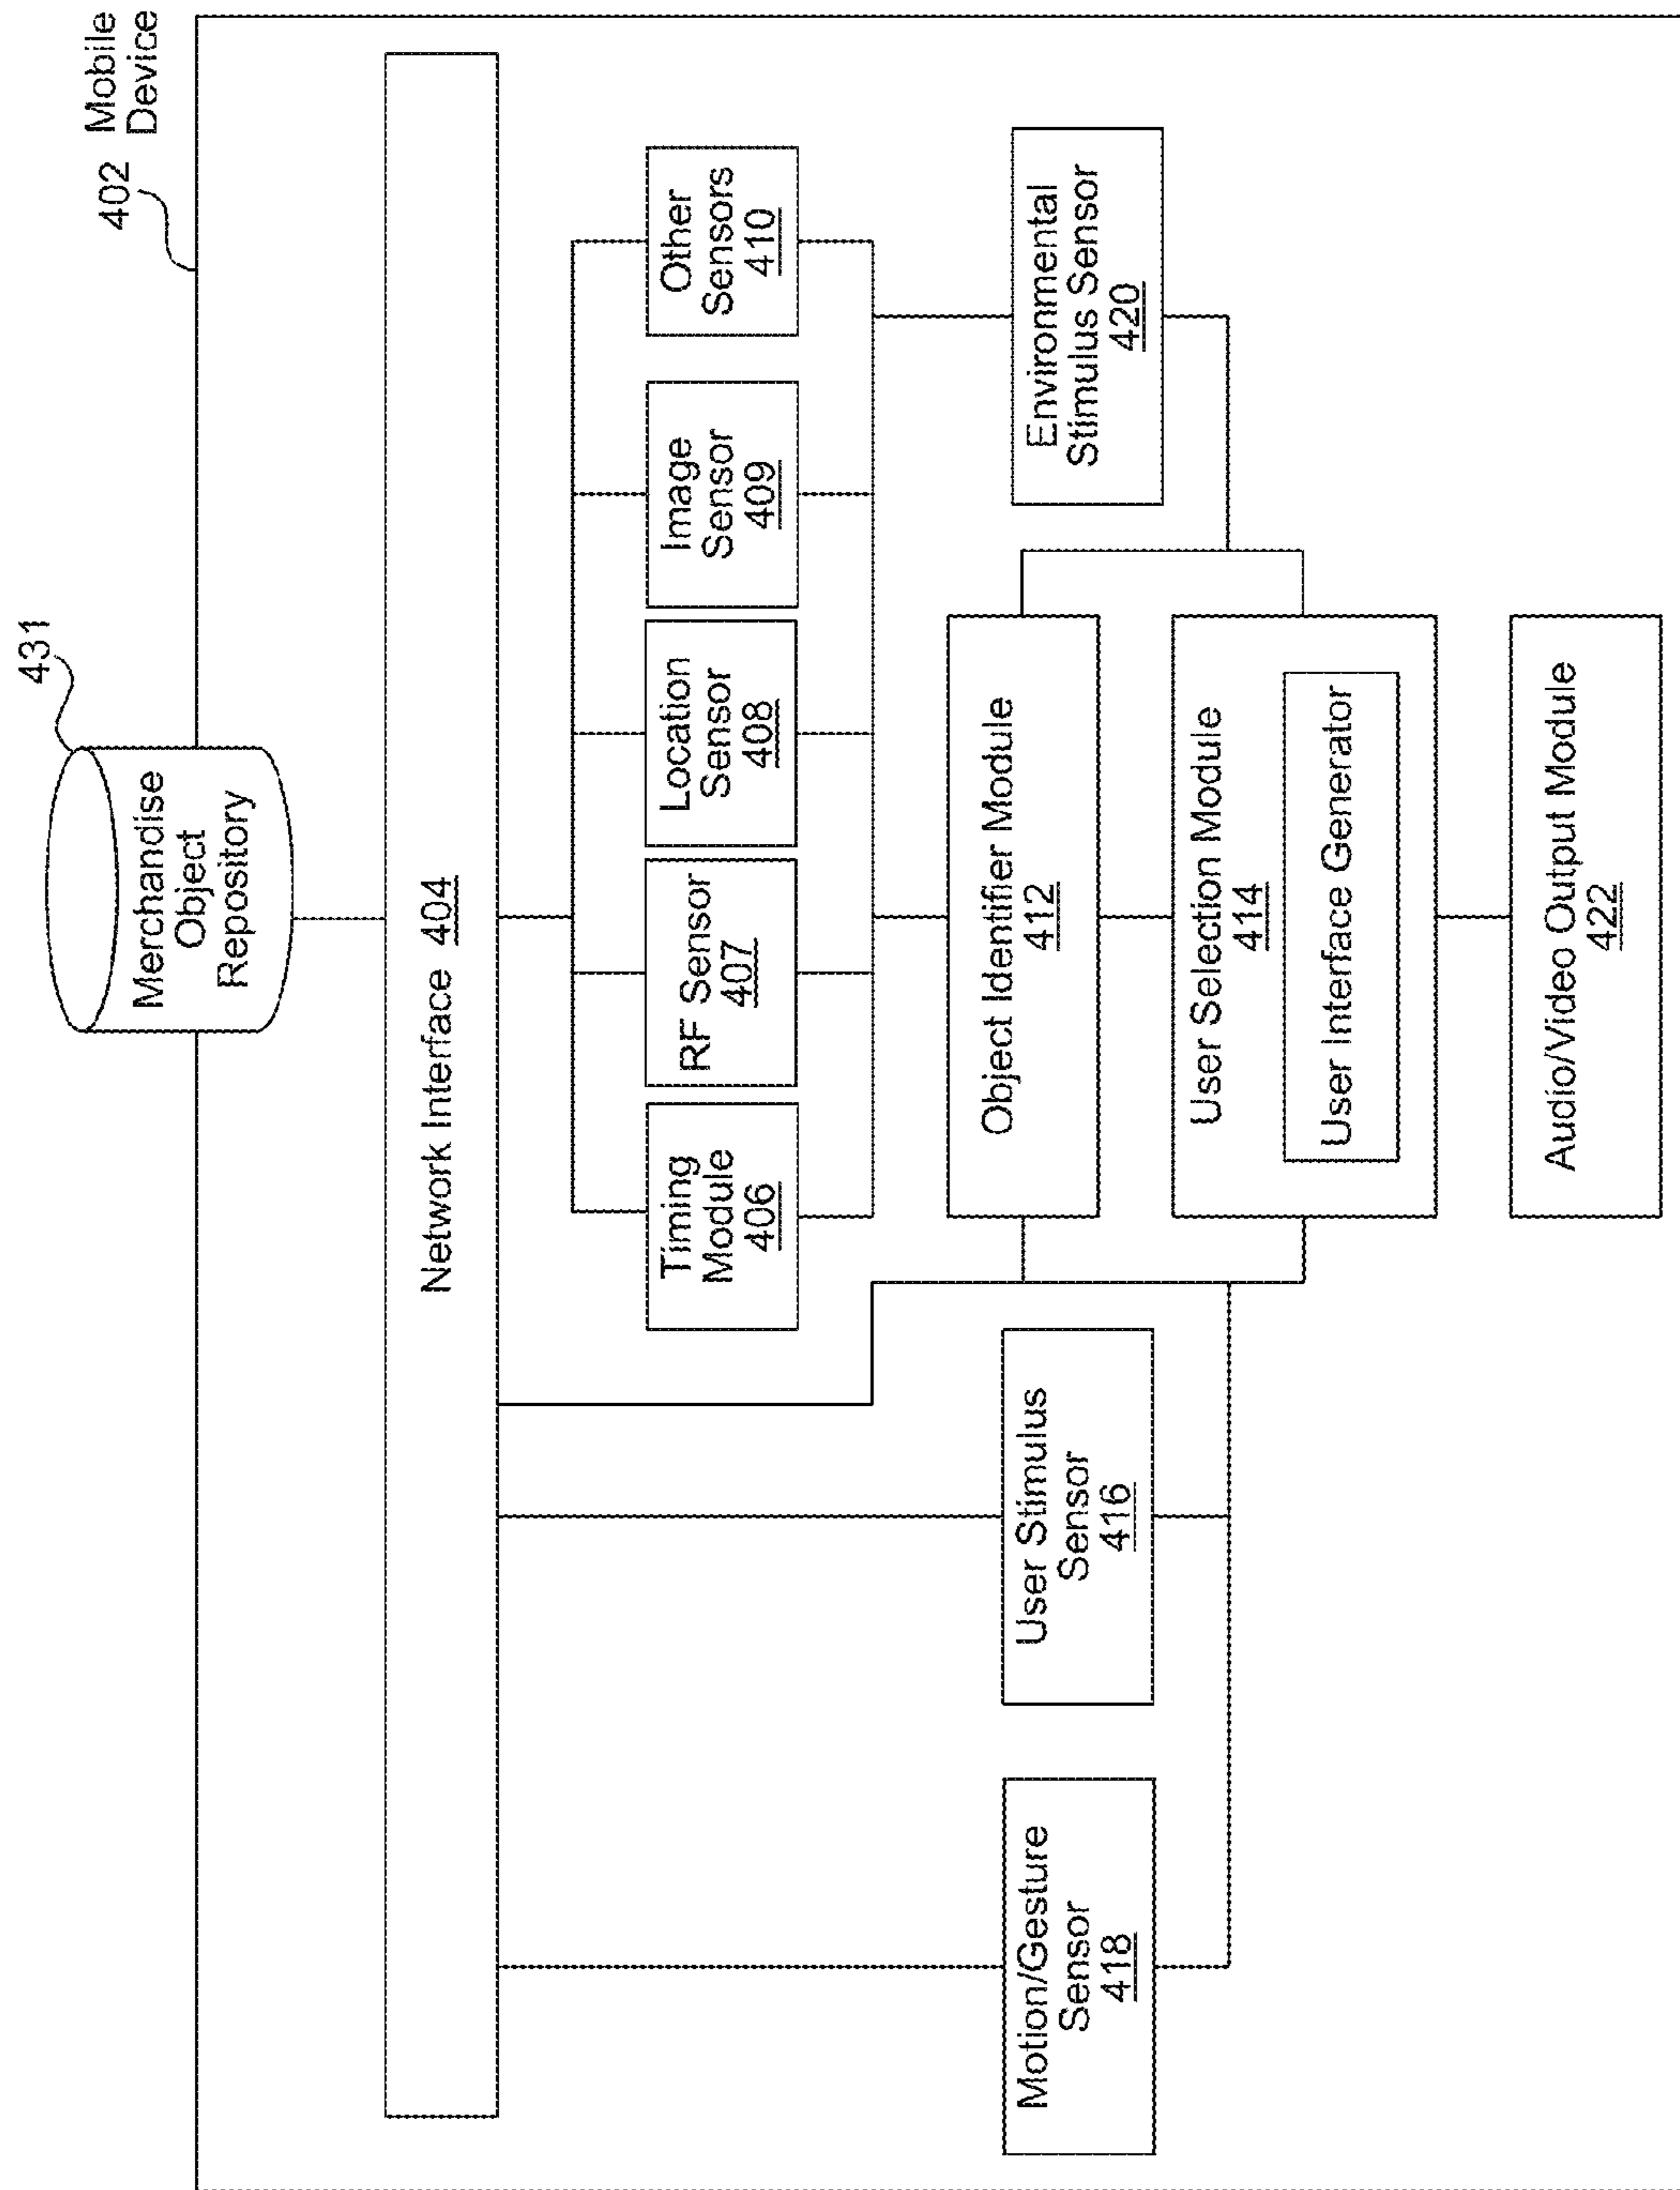 431
Merchandise
Object
Repository
402
Mobile
Device
Network Interface 404
Timing
Module
406
RF Sensor
407
Location
Sensor
408
Image
Sensor
409
Other
Sensors
410
Motion/Gesture
Sensor
418
User Stimulus
Sensor
416
Object Identifier Module
412
Environmental
Stimulus Sensor
420
User Selection Module
414
User Interface Generator
Audio/Video Output Module
422